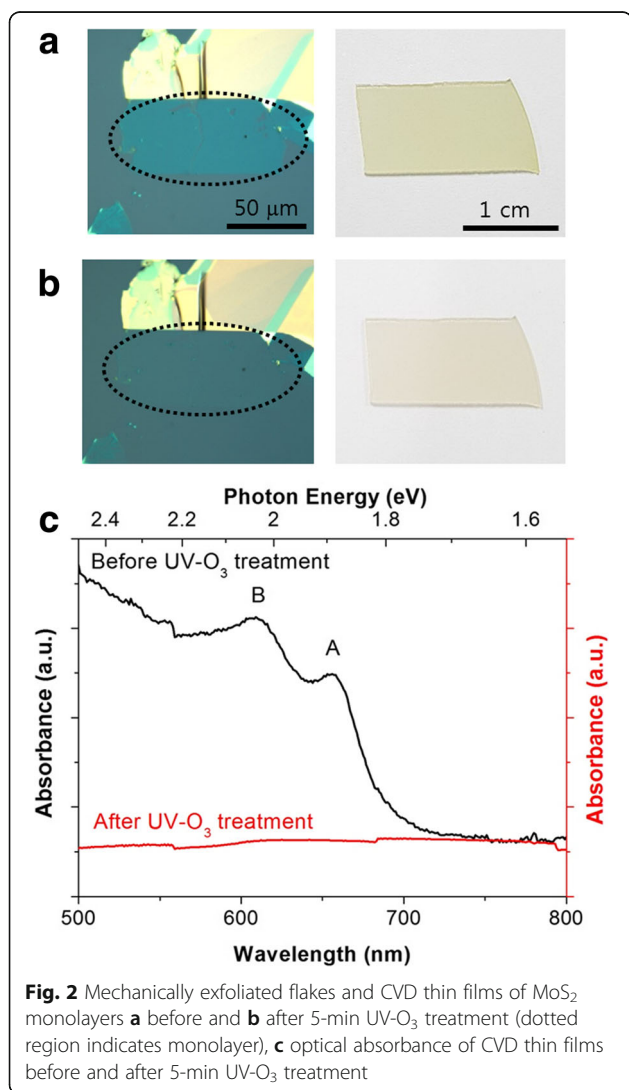 a
50 μm
1 cm
b
c
Photon Energy (eV)
2.4 2.2 2 1.8 1.6
Before UV-O₃ treatment
B
A
After UV-O₃ treatment
Absorbance (a.u.)
Absorbance (a.u.)
500 600 700 800
Wavelength (nm)
Fig. 2 Mechanically exfoliated flakes and CVD thin films of MoS₂
monolayers a before and b after 5-min UV-O₃ treatment (dotted
region indicates monolayer), c optical absorbance of CVD thin films
before and after 5-min UV-O₃ treatment